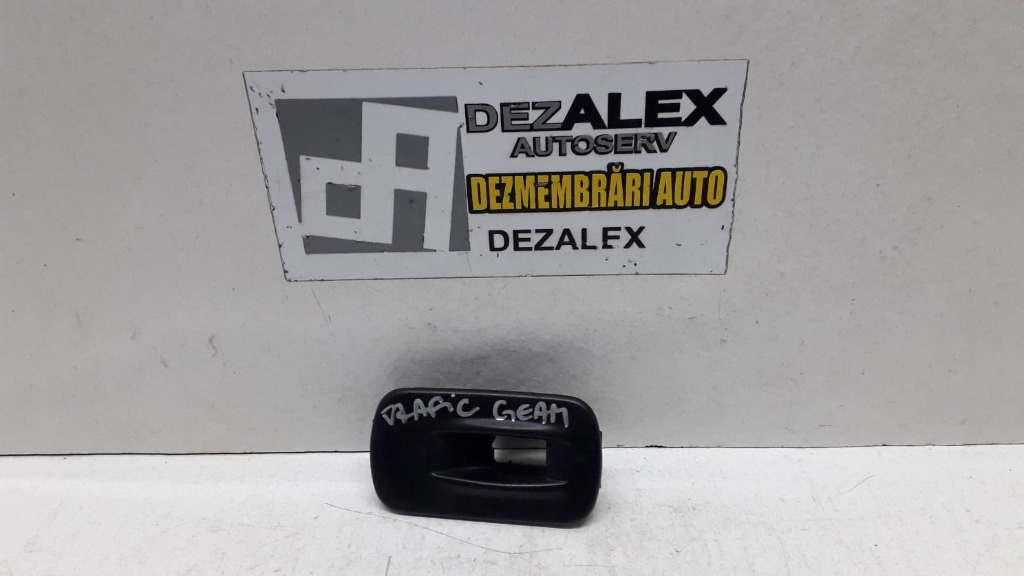 DEZALEX
AUTOSERV
DEZMEMBRĂRI AUTO
DEZALEX
TRAFIC GEAM